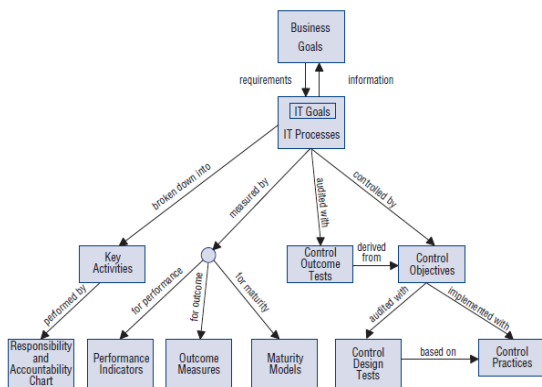 Business
Goals
requirements
information
IT Goals
IT Processes
broken down into
measured by
audited with
controlled by
Key
Activities
Control
Outcome
Tests
derived
from
Control
Objectives
performed by
for performance
for outcome
for maturity
audited with
implemented with
Responsibility
and
Accountability
Chart
Performance
Indicators
Outcome
Measures
Maturity
Models
Control
Design
Tests
based on
Control
Practices